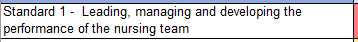 Standard 1 - Leading, managing and developing the
performance of the nursing team